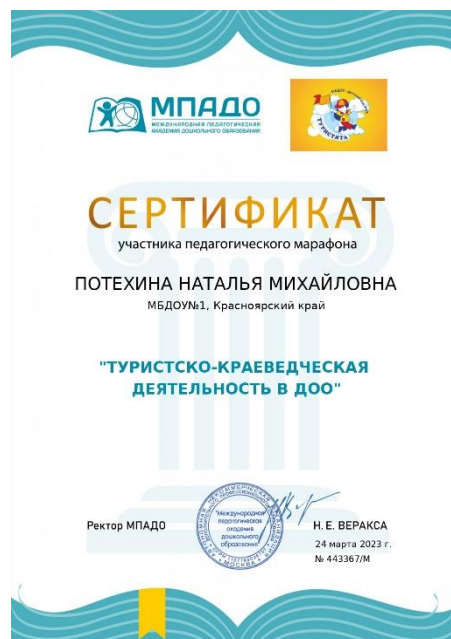 МПАДО
МЕЖДУНАРОДНАЯ ПЕДАГОГИЧЕСКАЯ
АКАДЕМИЯ ДОШКОЛЬНОГО ОБРАЗОВАНИЯ
ТУРИСТЯТА
СЕРТИФИКАТ
участника педагогического марафона
ПОТЕХИНА НАТАЛЬЯ МИХАЙЛОВНА
МБДОУ№1, Красноярский край
"ТУРИСТСКО-КРАЕВЕДЧЕСКАЯ
ДЕЯТЕЛЬНОСТЬ В ДОО"
Ректор МПАДО
"Международная
педагогическая
академия
дошкольного
образования"
МОСКВА
Н. Е. ВЕРАКСА
24 марта 2023 г.
№ 443367/М